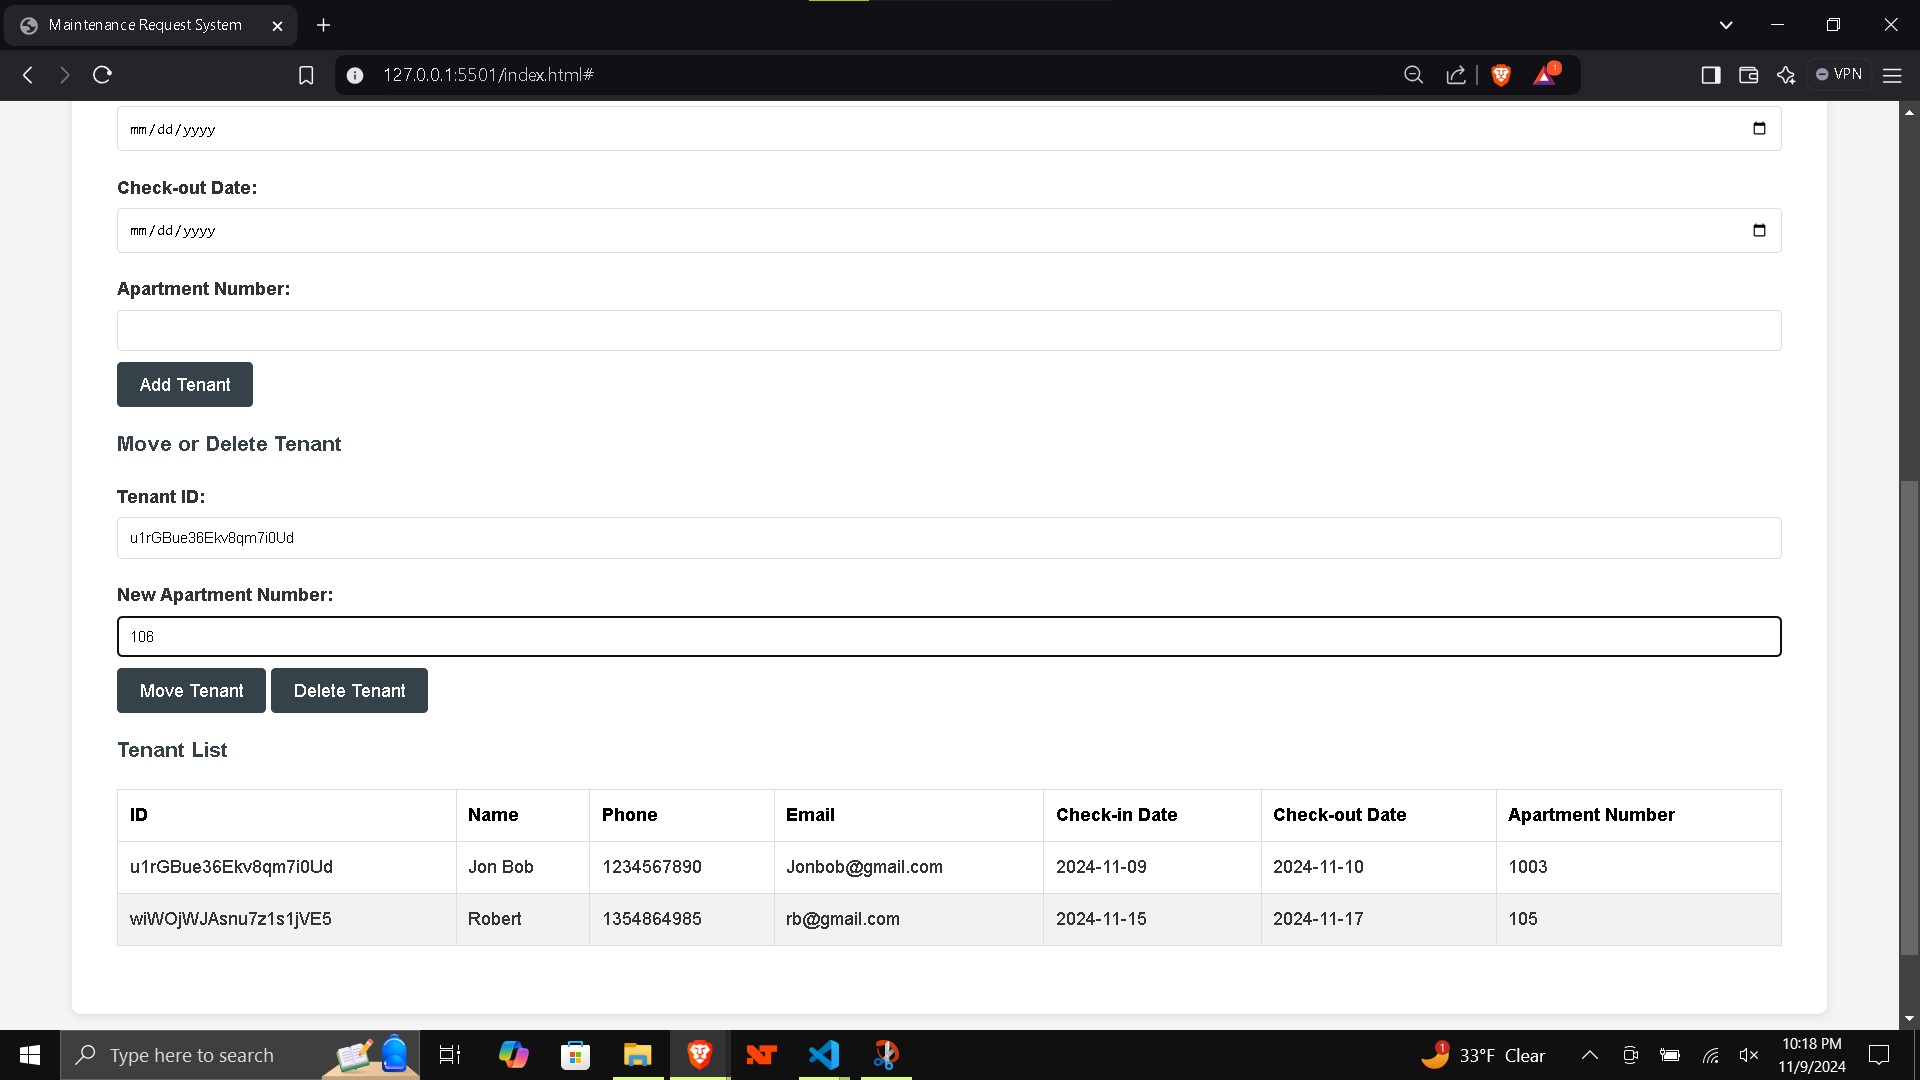 Maintenance Request System
127.0.0.1:5501/index.html#
1
VPN
mm/dd/yyyy
Check-out Date:
mm/dd/yyyy
Apartment Number:
Add Tenant
Move or Delete Tenant
Tenant ID:
u1rGBue36Ekv8qm7i0Ud
New Apartment Number:
106
Move Tenant Delete Tenant
Tenant List
ID Name Phone Email Check-in Date Check-out Date Apartment Number
u1rGBue36Ekv8qm7i0Ud Jon Bob 1234567890 Jonbob@gmail.com 2024-11-09 2024-11-10 1003
wiWOjWJAsnu7z1s1jVE5 Robert 1354864985 rb@gmail.com 2024-11-15 2024-11-17 105
Type here to search
NT
1
33°F Clear
10:18 PM
11/9/2024